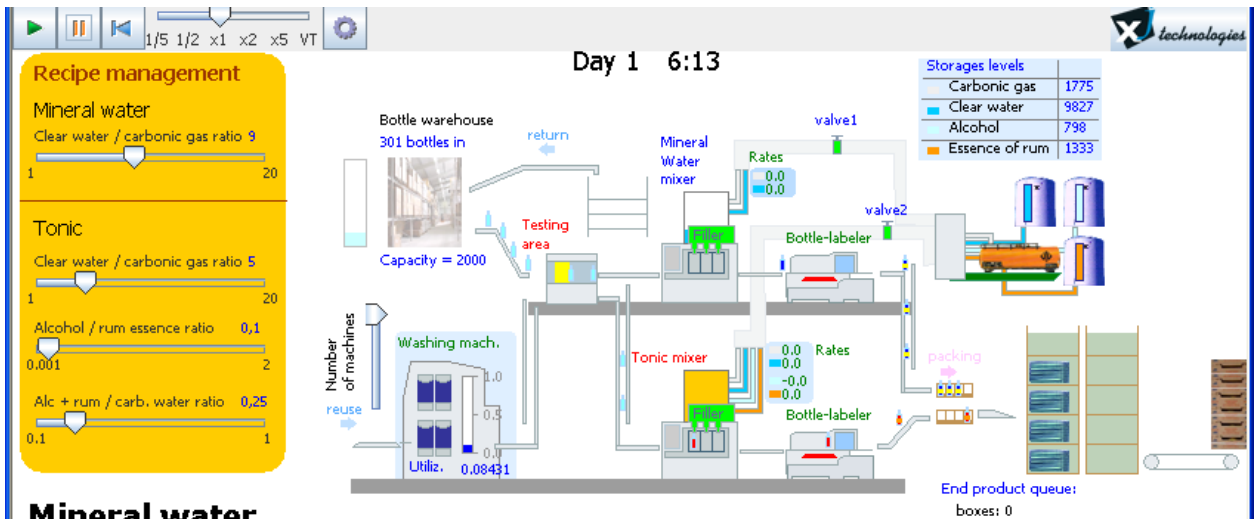 1/5 1/2 x1 x2 x5 VT
technologies
Day 1 6:13
Recipe management
Mineral water
Clear water / carbonic gas ratio 9
1 20
Tonic
Clear water / carbonic gas ratio 5
1 20
Alcohol / rum essence ratio 0,1
0.001 2
Alc + rum / carb. water ratio 0,25
0.1 1
Mineral water
Storages levels
Carbonic gas 1775
Clear water 9827
Alcohol 798
Essence of rum 1333
Bottle warehouse
301 bottles in
Capacity = 2000
return
Testing
area
Mineral
Water
mixer
Rates
0.0
0.0
valve1
valve2
Filler
Bottle-labeler
Number
of machines
reuse
Washing mach.
1.0
0.5
0.0
Utiliz. 0.08431
Tonic mixer
0.0
0.0
-0.0
0.0
Rates
Filler
Bottle-labeler
packing
End product queue:
boxes: 0